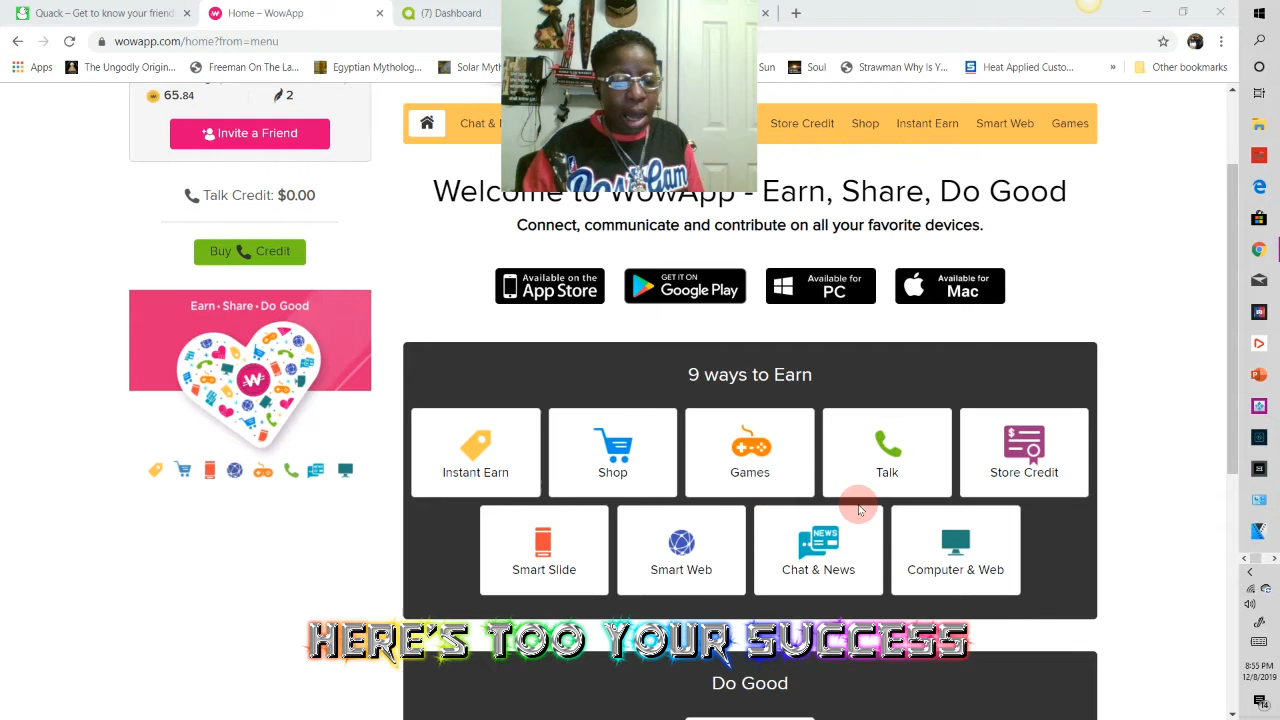 Quack - Get to know your friend
Home - WowApp
(7) Dashboard
wowapp.com/home?from=menu
Apps
The Ungodly Origin...
Freeman On The La...
Egyptian Mytholog...
Solar Myth
Sun
Soul
Strawman Why Is Y...
Heat Applied Custo...
»
Other bookmarks
65.84
2
Invite a Friend
Talk Credit: $0.00
Buy Credit
Earn • Share • Do Good
Chat & N
Store Credit
Shop
Instant Earn
Smart Web
Games
Welcome to WowApp - Earn, Share, Do Good
Connect, communicate and contribute on all your favorite devices.
Available on the
App Store
GET IT ON
Google Play
Available for
PC
Available for
Mac
9 ways to Earn
Instant Earn
Shop
Games
Talk
Store Credit
NEWS
Smart Slide
Smart Web
Chat & News
Computer & Web
HERE'S TOO YOUR SUCCESS
Do Good
8:55 PM
12/8/2019